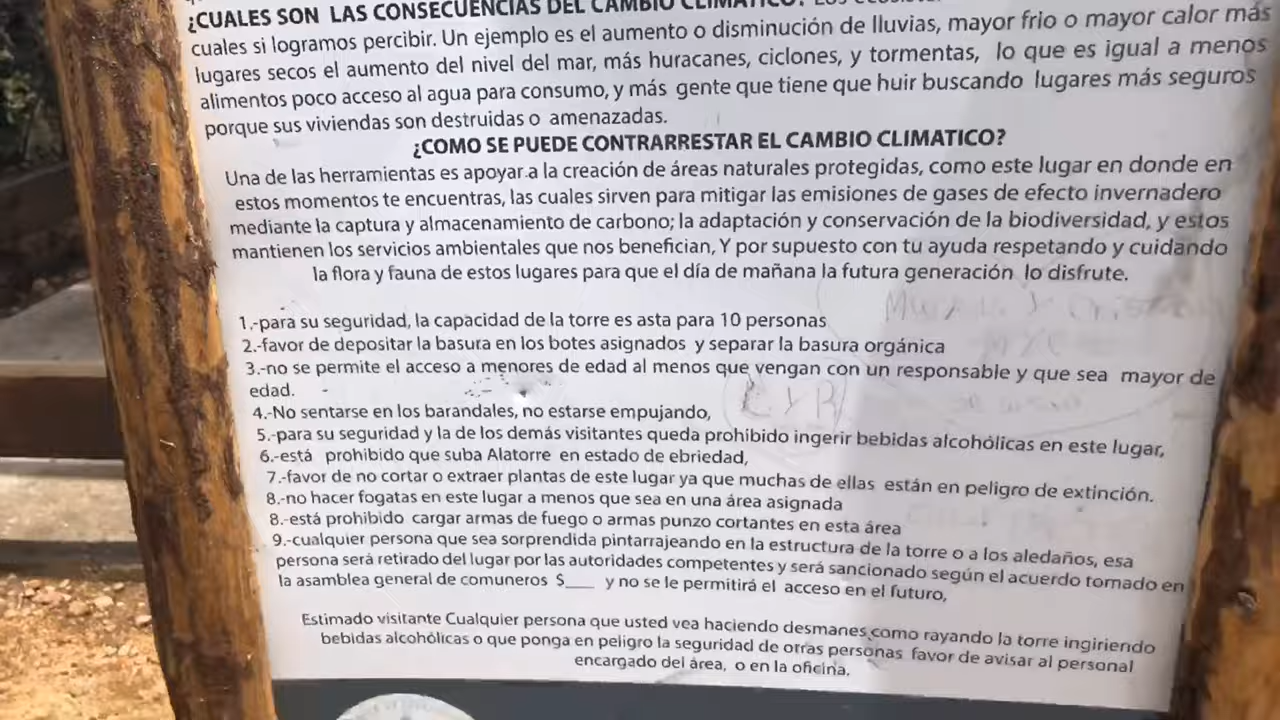 ¿CUALES SON LAS CONSECUENCIAS DEL CAMBIO CLIMATICO?
cuales si logramos percibir. Un ejemplo es el aumento o disminución de lluvias, mayor frio o mayor calor más
lugares secos el aumento del nivel del mar, más huracanes, ciclones, y tormentas, lo que es igual a menos
alimentos poco acceso al agua para consumo, y más gente que tiene que huir buscando lugares más seguros
porque sus viviendas son destruidas o amenazadas.
¿COMO SE PUEDE CONTRARRESTAR EL CAMBIO CLIMATICO?
Una de las herramientas es apoyar a la creación de áreas naturales protegidas, como este lugar en donde en
estos momentos te encuentras, las cuales sirven para mitigar las emisiones de gases de efecto invernadero
mediante la captura y almacenamiento de carbono; la adaptación y conservación de la biodiversidad, y estos
mantienen los servicios ambientales que nos benefician, Y por supuesto con tu ayuda respetando y cuidando
la flora y fauna de estos lugares para que el día de mañana la futura generación lo disfrute.
1.-para su seguridad, la capacidad de la torre es asta para 10 personas
2.-favor de depositar la basura en los botes asignados y separar la basura orgánica
3.-no se permite el acceso a menores de edad al menos que vengan con un responsable y que sea mayor de
edad.
4.-No sentarse en los barandales, no estarse empujando,
5.-para su seguridad y la de los demás visitantes queda prohibido ingerir bebidas alcohólicas en este lugar,
6.-está prohibido que suba Alatorre en estado de ebriedad,
7.-favor de no cortar o extraer plantas de este lugar ya que muchas de ellas están en peligro de extinción.
8.-no hacer fogatas en este lugar a menos que sea en una área asignada
8.-está prohibido cargar armas de fuego o armas punzo cortantes en esta área
9.-cualquier persona que sea sorprendida pintarrajeando en la estructura de la torre o a los aledaños, esa
persona será retirado del lugar por las autoridades competentes y será sancionado según el acuerdo tomado en
la asamblea general de comuneros $___ y no se le permitirá el acceso en el futuro,
Estimado visitante Cualquier persona que usted vea haciendo desmanes como rayando la torre ingiriendo
bebidas alcohólicas o que ponga en peligro la seguridad de otras personas favor de avisar al personal
encargado del área, o en la oficina.